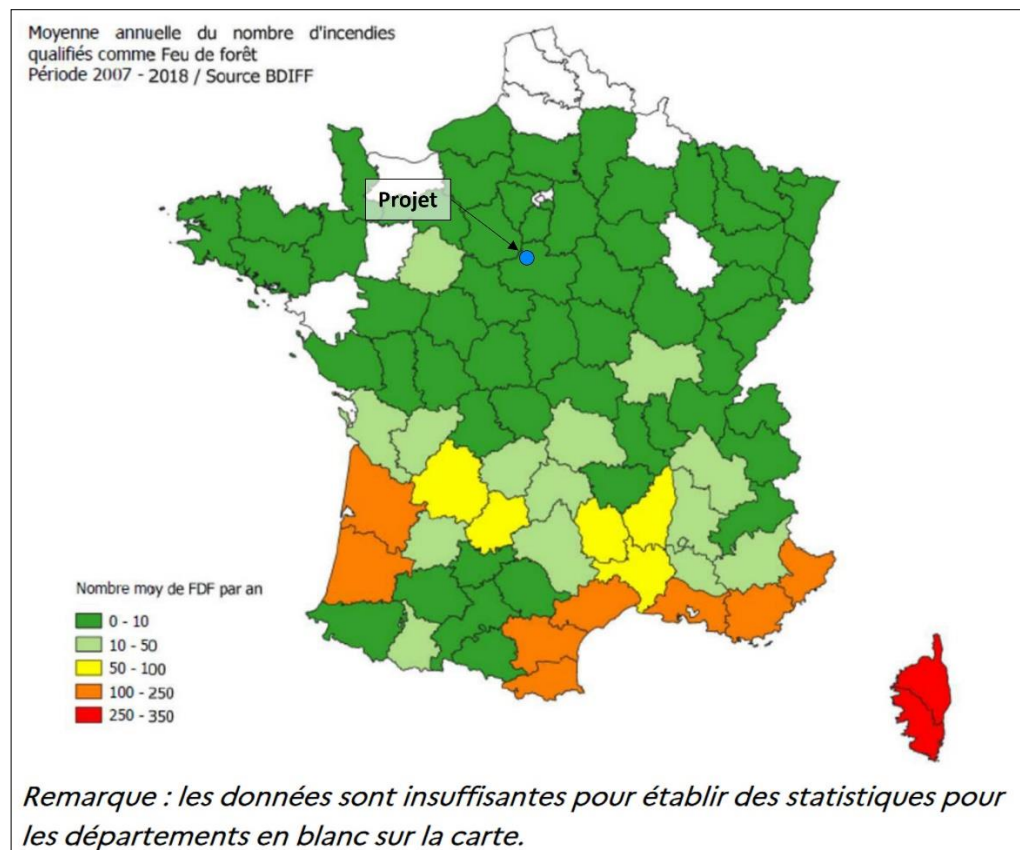 Moyenne annuelle du nombre d'incendies
qualifiés comme Feu de forêt
Période 2007 - 2018 / Source BDIFF
Projet
Nombre moy de FDF par an
0 - 10
10 - 50
50 - 100
100 - 250
250 - 350
Remarque : les données sont insuffisantes pour établir des statistiques pour
les départements en blanc sur la carte.